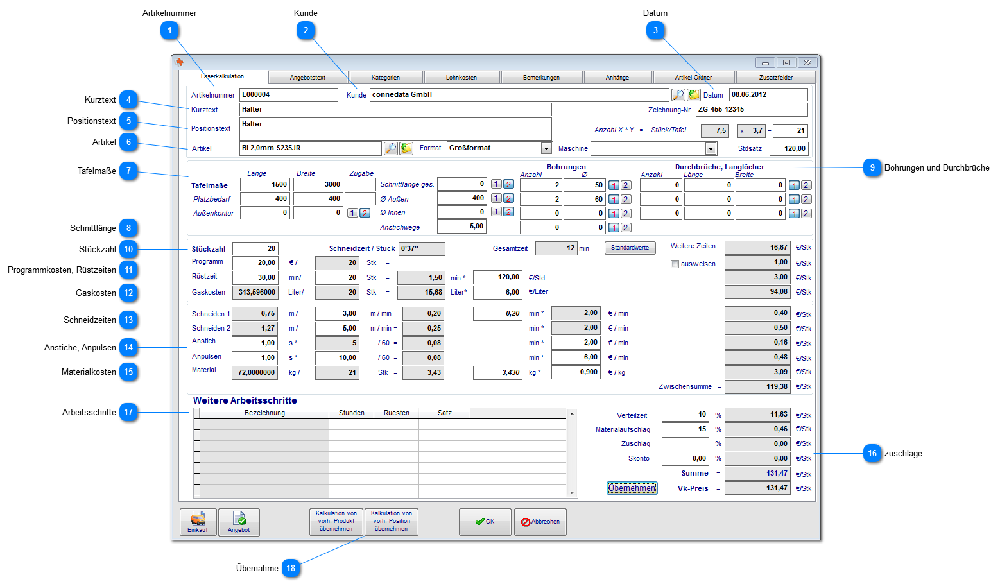 Artikelnummer Kunde Datum
1 2 3
Laserkalkulation Angebotstext Kategorien Lohnkosten Bemerkungen Anhänge Artikel-Ordner Zusatzfelder
Artikelnummer L000004 Kunde connedata GmbH Datum 08.06.2012
Kurztext 4 Kurztext Halter Zeichnung-Nr. ZG-455-12345
Positionstext 5 Positionstext Halter Anzahl X * Y = Stück/Tafel 7,5 x 3,7 := 21
Artikel 6 Artikel Bl 2,0mm S235JR Format Großformat Maschine Stdsatz 120,00
Bohrungen Durchbrüche, Langlöcher 9 Bohrungen und Durchbrüche
Tafelmaße 7 Länge Breite Zugabe Anzahl Ø Anzahl Länge Breite
Tafelmaße 1500 3000 Schnittlänge ges. 0 1 2 2 50 1 2 0 0 0 1 2
Platzbedarf 400 400 Ø Außen 400 1 2 2 60 1 2 0 0 0 1 2
Außenkontur 0 0 1 2 Ø Innen 0 1 2 0 0 1 2 0 0 0 1 2
Schnittlänge 8 Anstichwege 5,00 0 0 1 2
Stückzahl 10 Stückzahl 20 Schneidzeit / Stück 0'37'' Gesamtzeit 12 min Standardwerte Weitere Zeiten 16,67 €/Stk
Programmkosten, Rüstzeiten 11 Programm 20,00 € / 20 Stk = ausweisen 1,00 €/Stk
Rüstzeit 30,00 min/ 20 Stk = 1,50 min * 120,00 €/Std 3,00 €/Stk
Gaskosten 12 Gaskosten 313,596000 Liter/ 20 Stk = 15,68 Liter* 6,00 €/Liter 94,08 €/Stk
Schneidzeiten 13 Schneiden 1 0,75 m / 3,80 m / min = 0,20 0,20 min * 2,00 € / min 0,40 €/Stk
Schneiden 2 1,27 m / 5,00 m / min = 0,25 min * 2,00 € / min 0,50 €/Stk
Anstiche, Anpulsen 14 Anstich 1,00 s * 5 / 60 = 0,08 min * 2,00 € / min 0,16 €/Stk
Anpulsen 1,00 s * 10,00 / 60 = 0,08 min * 6,00 € / min 0,48 €/Stk
Materialkosten 15 Material 72,0000000 kg / 21 Stk = 3,43 3,430 kg * 0,900 € / kg 3,09 €/Stk
Zwischensumme = 119,38 €/Stk
Weitere Arbeitsschritte
Arbeitsschritte 17 Bezeichnung Stunden Ruesten Satz
Verteilzeit 10 % 11,63 €/Stk
Materialaufschlag 15 % 0,46 €/Stk
Zuschlag % 0,00 €/Stk
Skonto 0,00 % 0,00 €/Stk 16 zuschläge
Summe = 131,47 €/Stk
Übernehmen Vk-Preis = 131,47 €/Stk
Einkauf Angebot
Kalkulation von
vorh. Produkt
übernehmen
Kalkulation von
vorh. Position
übernehmen
OK Abbrechen
Übernahme 18